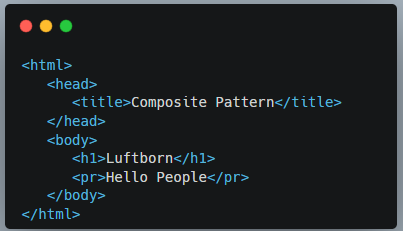 <html>
<head>
<title>Composite Pattern</title>
</head>
<body>
<h1>Luftborn</h1>
<pr>Hello People</pr>
</body>
</html>